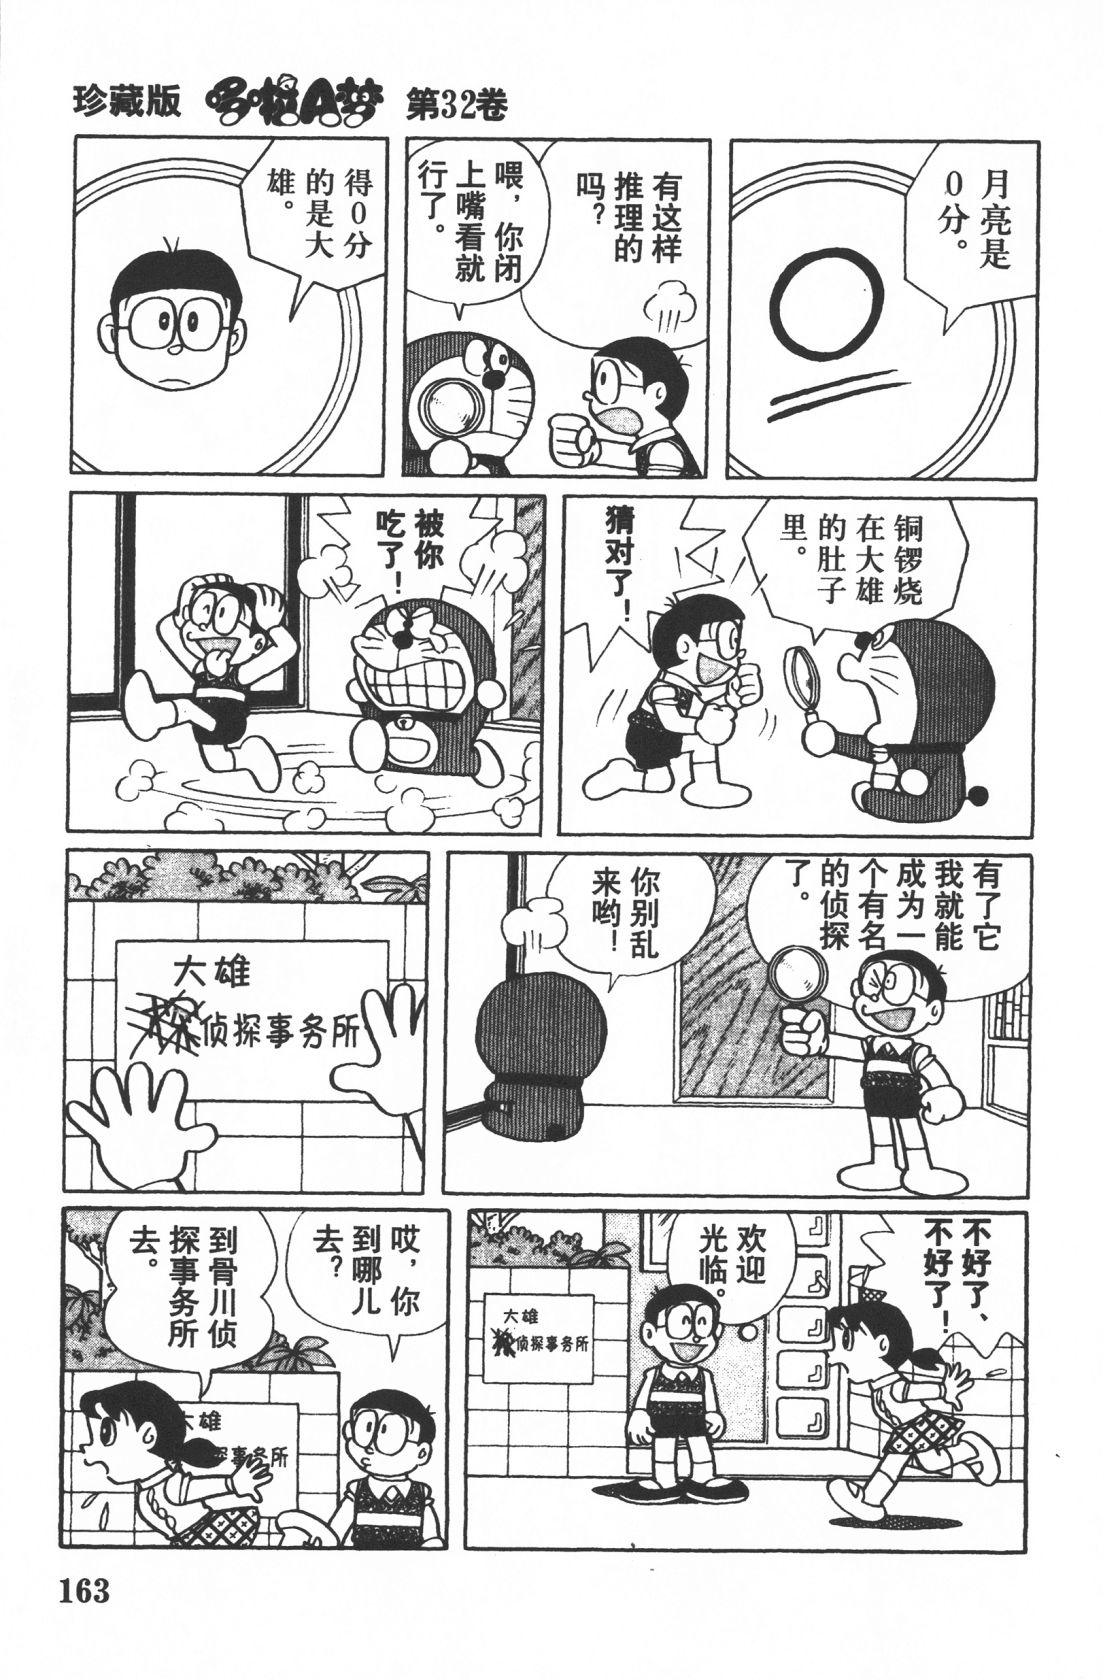 珍藏版 哆啦A梦 第32卷
月亮是
0分。
有这样
推理的
吗？
喂，你闭
上嘴看就
行了。
得0分
的是大
雄。
铜锣烧
在大雄
的肚子
里。
猜对了！
被你
吃了！
有了它
我就能
成为一
个有名
的侦探
了。
你别乱
来哟！
大雄
侦探事务所
不好了、
不好了！
欢迎
光临。
大雄
侦探事务所
哎，你
到哪儿
去？
到骨川侦
探事务所
去。
大雄
探事务所
163